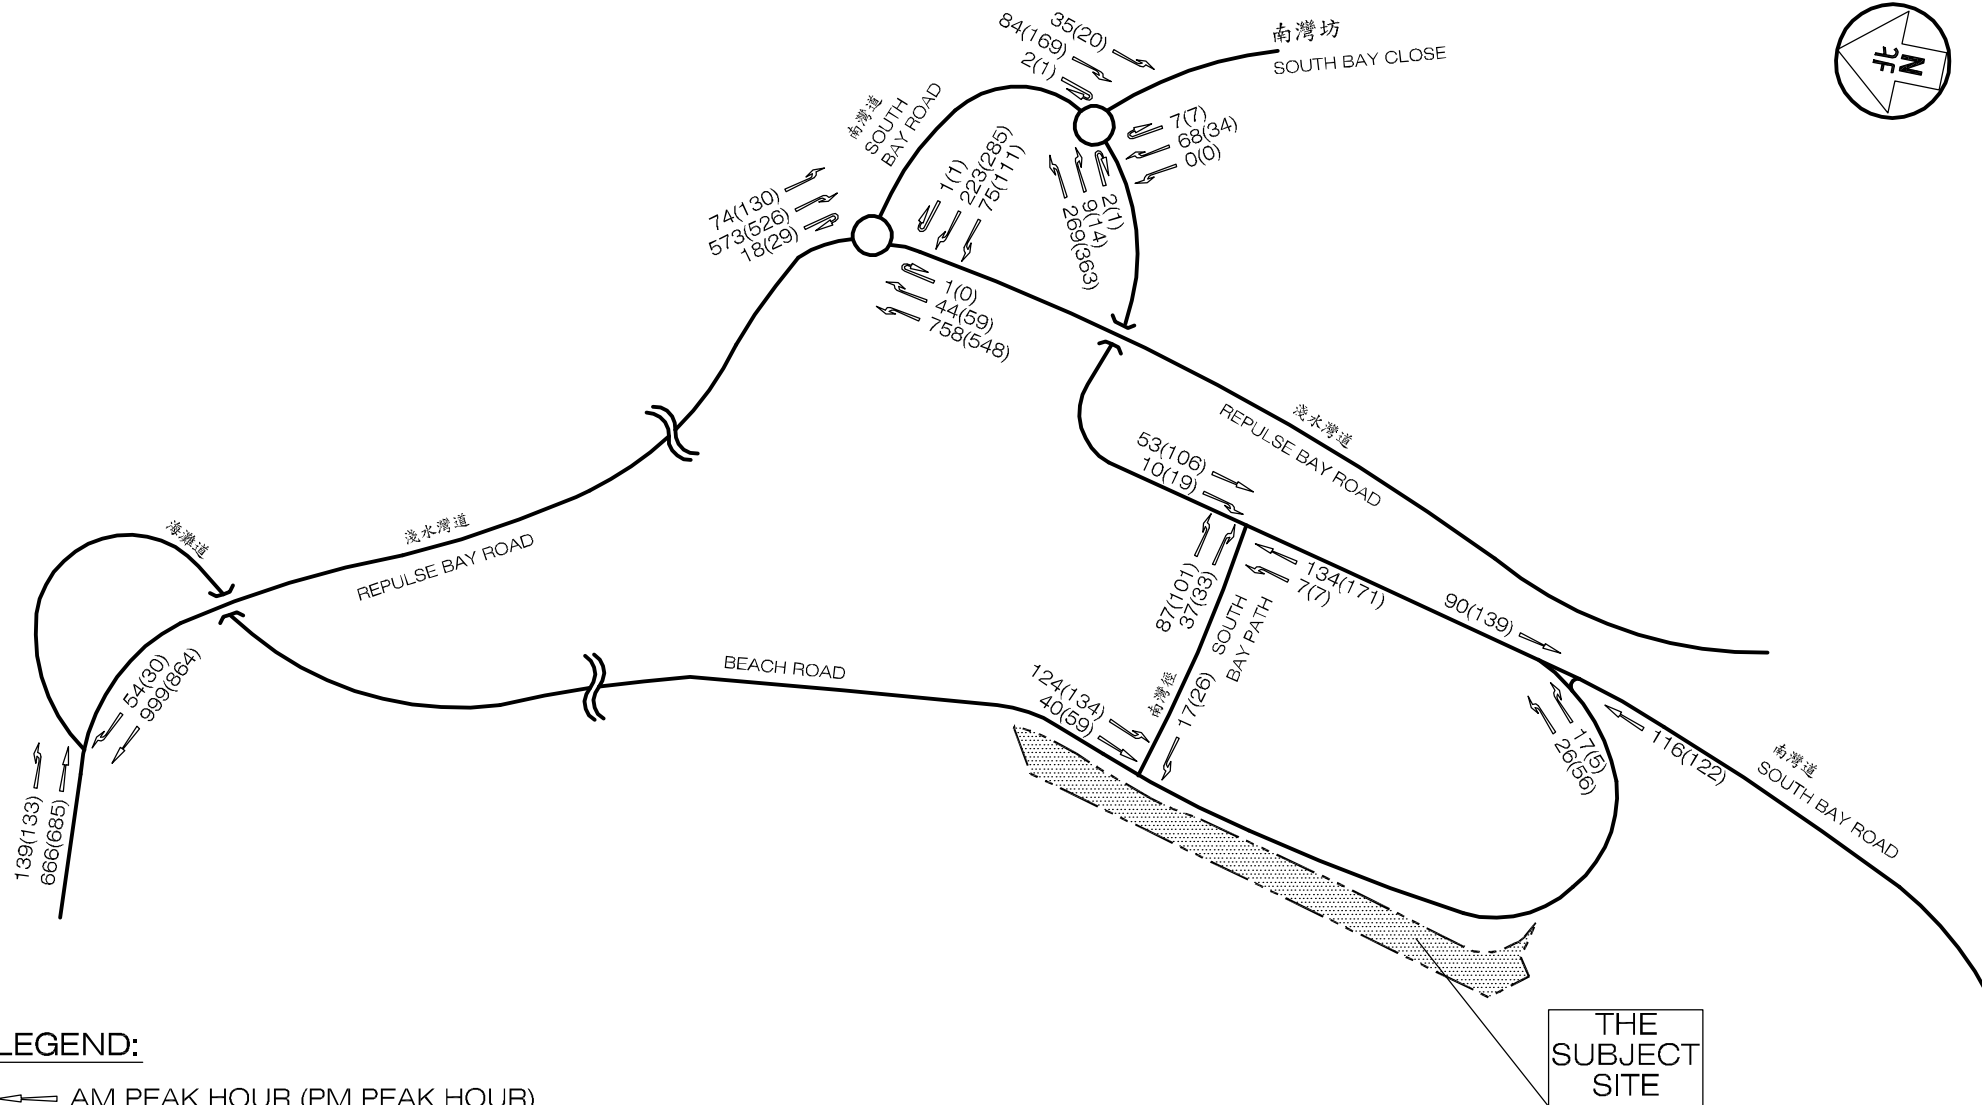 35(20)
84(169)
2(1)
南灣坊
SOUTH BAY CLOSE
北
N
南灣道
SOUTH
BAY ROAD
7(7)
68(34)
0(0)
1(1)
223(285)
75(111)
2(1)
9(14)
269(363)
74(130)
573(526)
18(29)
1(0)
44(59)
758(548)
淺水灣道
REPULSE BAY ROAD
53(106)
10(19)
海灘道
淺水灣道
REPULSE BAY ROAD
87(101)
37(33)
134(171)
7(7)
SOUTH
BAY PATH
南灣徑
17(26)
90(139)
54(30)
999(864)
BEACH ROAD
124(134)
40(59)
17(5)
26(56)
116(122)
南灣道
SOUTH BAY ROAD
139(133)
666(685)
THE
SUBJECT
SITE
LEGEND:
AM PEAK HOUR (PM PEAK HOUR)